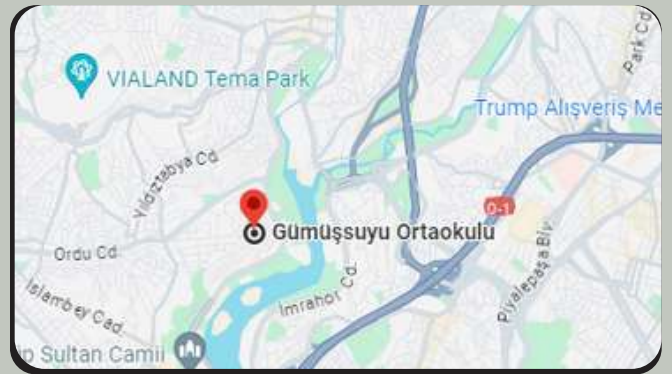 Park Cd
VIALAND Tema Park
Trump Alışveriş Me
Yıldıztabya Cd
O-1
Gümüşsuyu Ortaokulu
Ordu Cd
Piyalepaşa Blv
İslambey Cad.
İmrahor Cd.
ip Sultan Camii